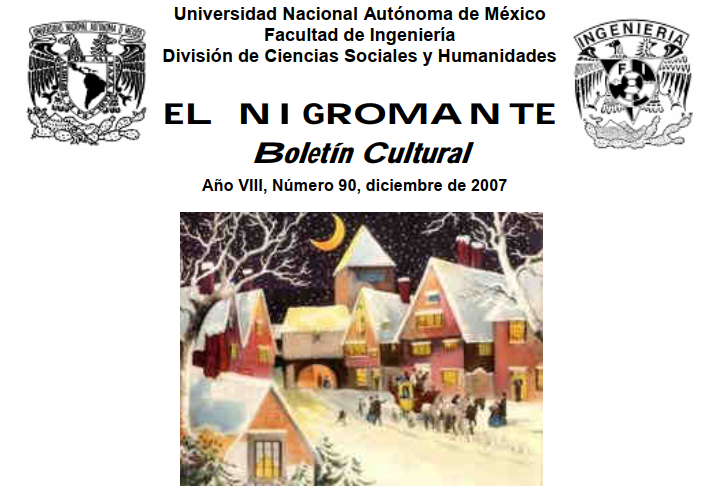 Universidad Nacional Autónoma de México
Facultad de Ingeniería
División de Ciencias Sociales y Humanidades
INGENIERIA
F I
EL NIGROMANTE
Boletín Cultural
Año VIII, Número 90, diciembre de 2007